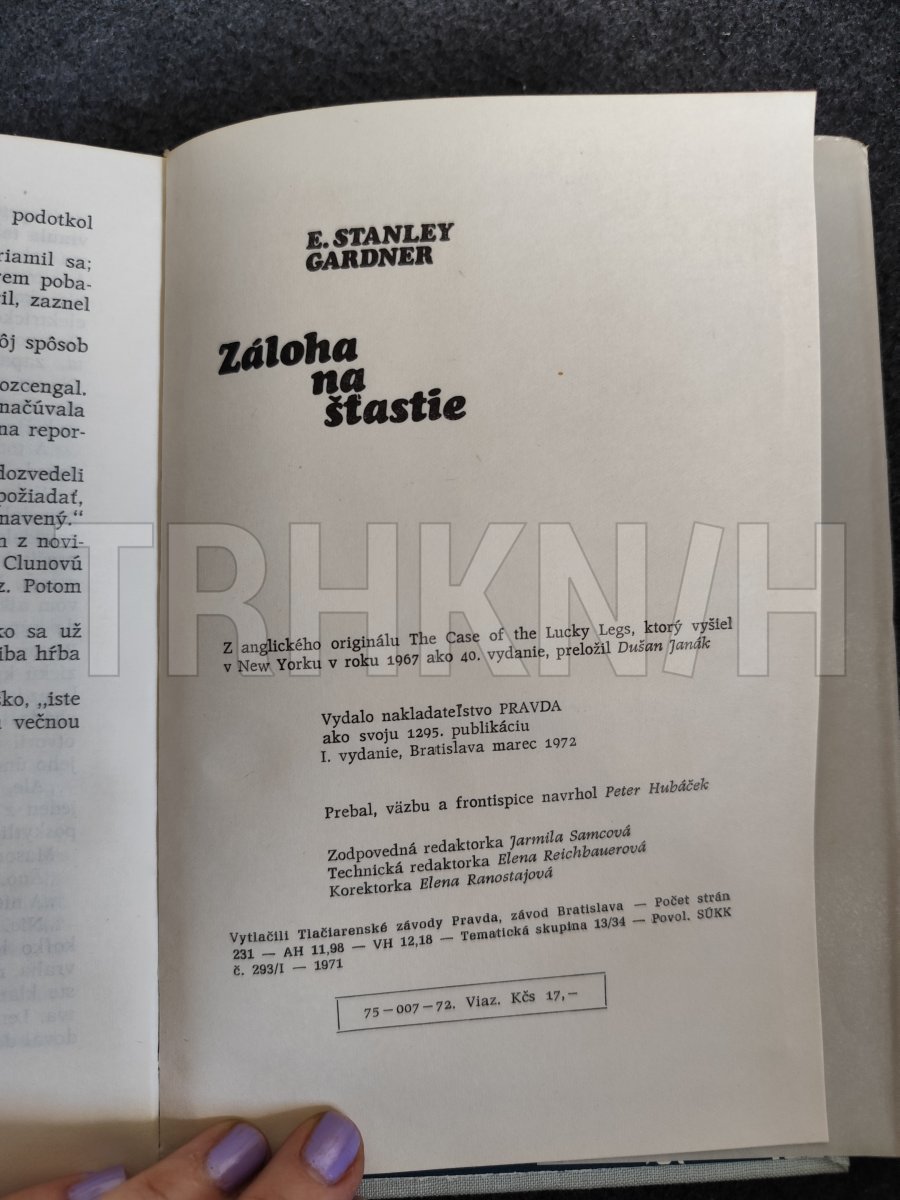 podotkol
riamil sa;
rem poba-
ril, zaznel
ôj spôsob
ozcengal.
načúvala
na repor-
dozvedeli
požiadať,
navený.“
n z novi-
Clunovú
z. Potom
ko sa už
iba hŕba
ko, „iste
večnou
E. STANLEY
GARDNER
Záloha
na
šťastie
TRHKNÍH
Z anglického originálu The Case of the Lucky Legs, ktorý vyšiel
v New Yorku v roku 1967 ako 40. vydanie, preložil Dušan Janák
Vydalo nakladateľstvo PRAVDA
ako svoju 1295. publikáciu
I. vydanie, Bratislava marec 1972
Prebal, väzbu a frontispice navrhol Peter Hubáček
Zodpovedná redaktorka Jarmila Samcová
Technická redaktorka Elena Reichbauerová
Korektorka Elena Ranostajová
Vytlačili Tlačiarenské závody Pravda, závod Bratislava — Počet strán
231 — AH 11,98 — VH 12,18 — Tematická skupina 13/34 — Povol. SÚKK
č. 293/I — 1971
75-007-72. Viaz. Kčs 17,-